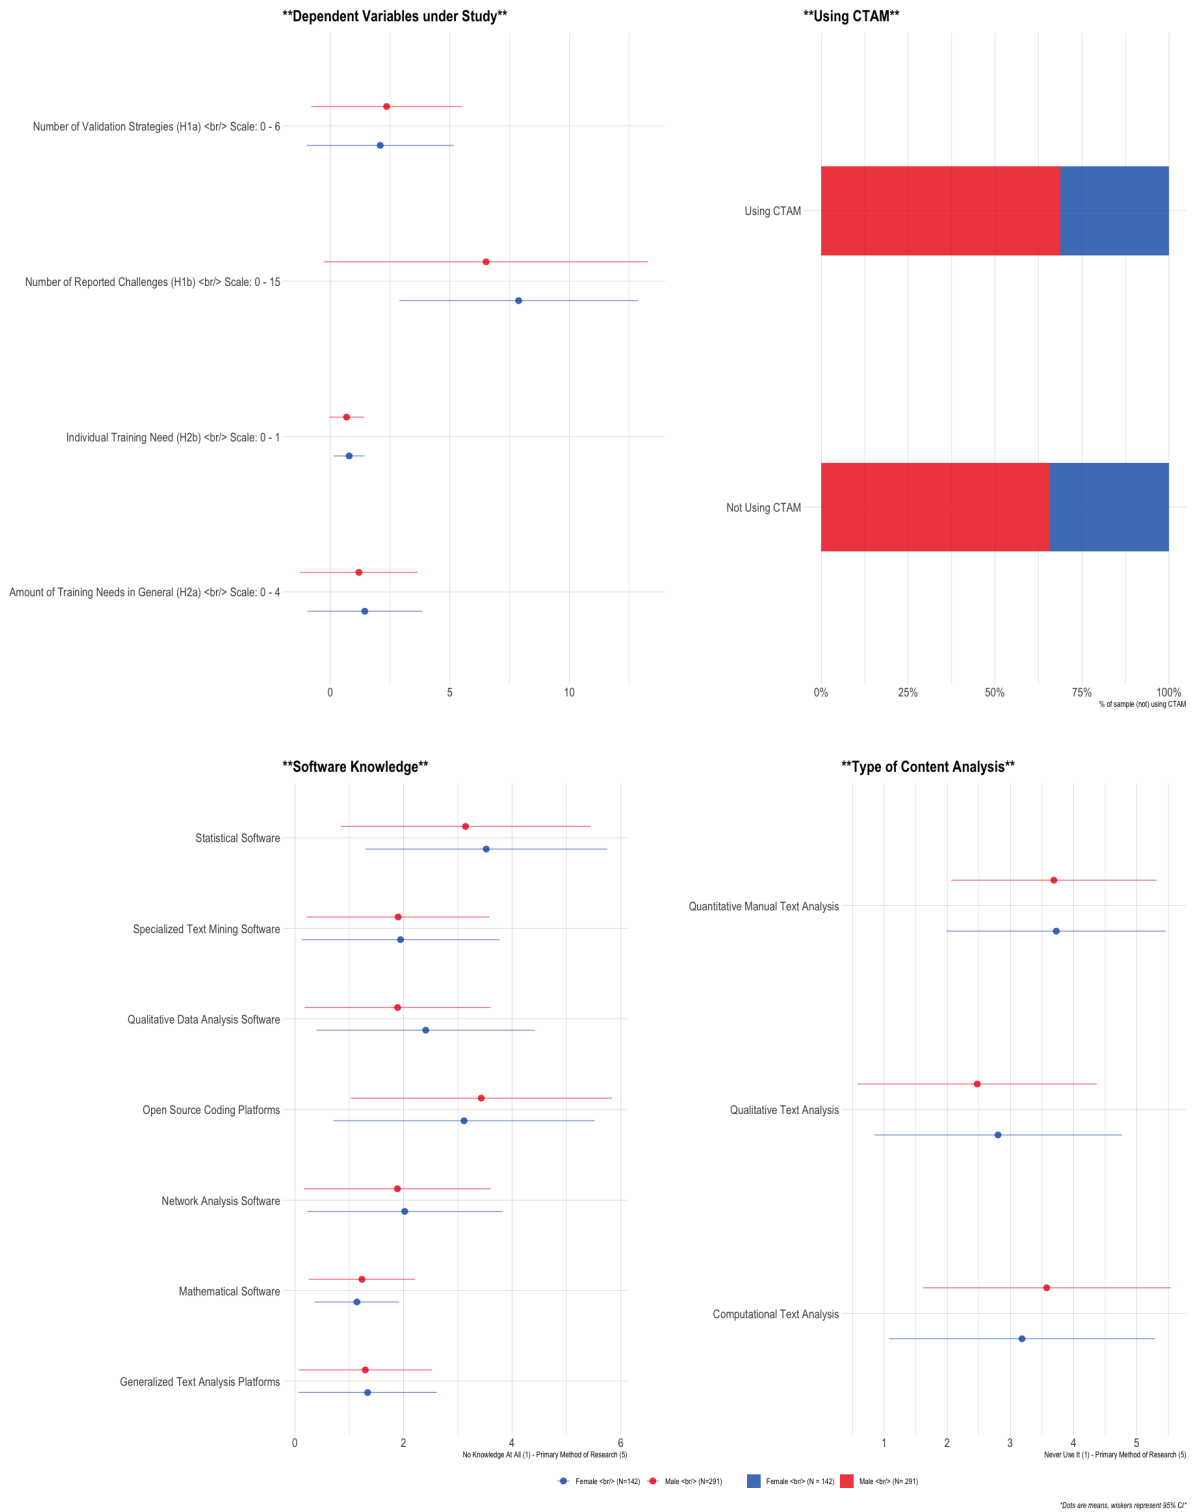 **Dependent Variables under Study**
Number of Validation Strategies (H1a) <br/> Scale: 0 - 6
Number of Reported Challenges (H1b) <br/> Scale: 0 - 15
Individual Training Need (H2b) <br/> Scale: 0 - 1
Amount of Training Needs in General (H2a) <br/> Scale: 0 - 4
0 5 10
**Using CTAM**
Using CTAM
Not Using CTAM
0% 25% 50% 75% 100%
% of sample (not) using CTAM
**Software Knowledge**
Statistical Software
Specialized Text Mining Software
Qualitative Data Analysis Software
Open Source Coding Platforms
Network Analysis Software
Mathematical Software
Generalized Text Analysis Platforms
0 2 4 6
No Knowledge At All (1) - Primary Method of Research (5)
**Type of Content Analysis**
Quantitative Manual Text Analysis
Qualitative Text Analysis
Computational Text Analysis
1 2 3 4 5
Never Use It (1) - Primary Method of Research (5)
Female <br/> (N=142) Male <br/> (N=291) Female <br/> (N = 142) Male <br/> (N= 291)
*Dots are means, wiskers represent 95% CI*